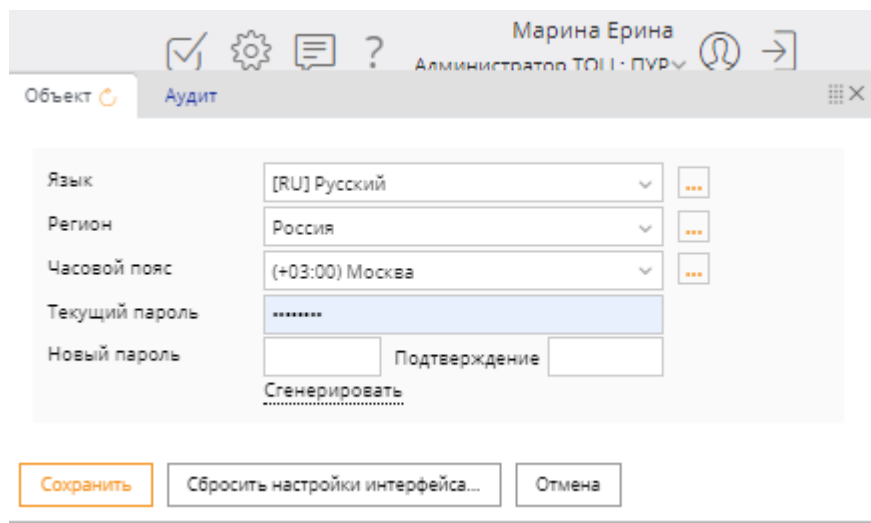 Марина Ерина
Администратор TOLL: ПУР
Объект
Аудит
Язык [RU] Русский ...
Регион Россия ...
Часовой пояс (+03:00) Москва ...
Текущий пароль ••••••••
Новый пароль Подтверждение
Сгенерировать
Сохранить Сбросить настройки интерфейса... Отмена